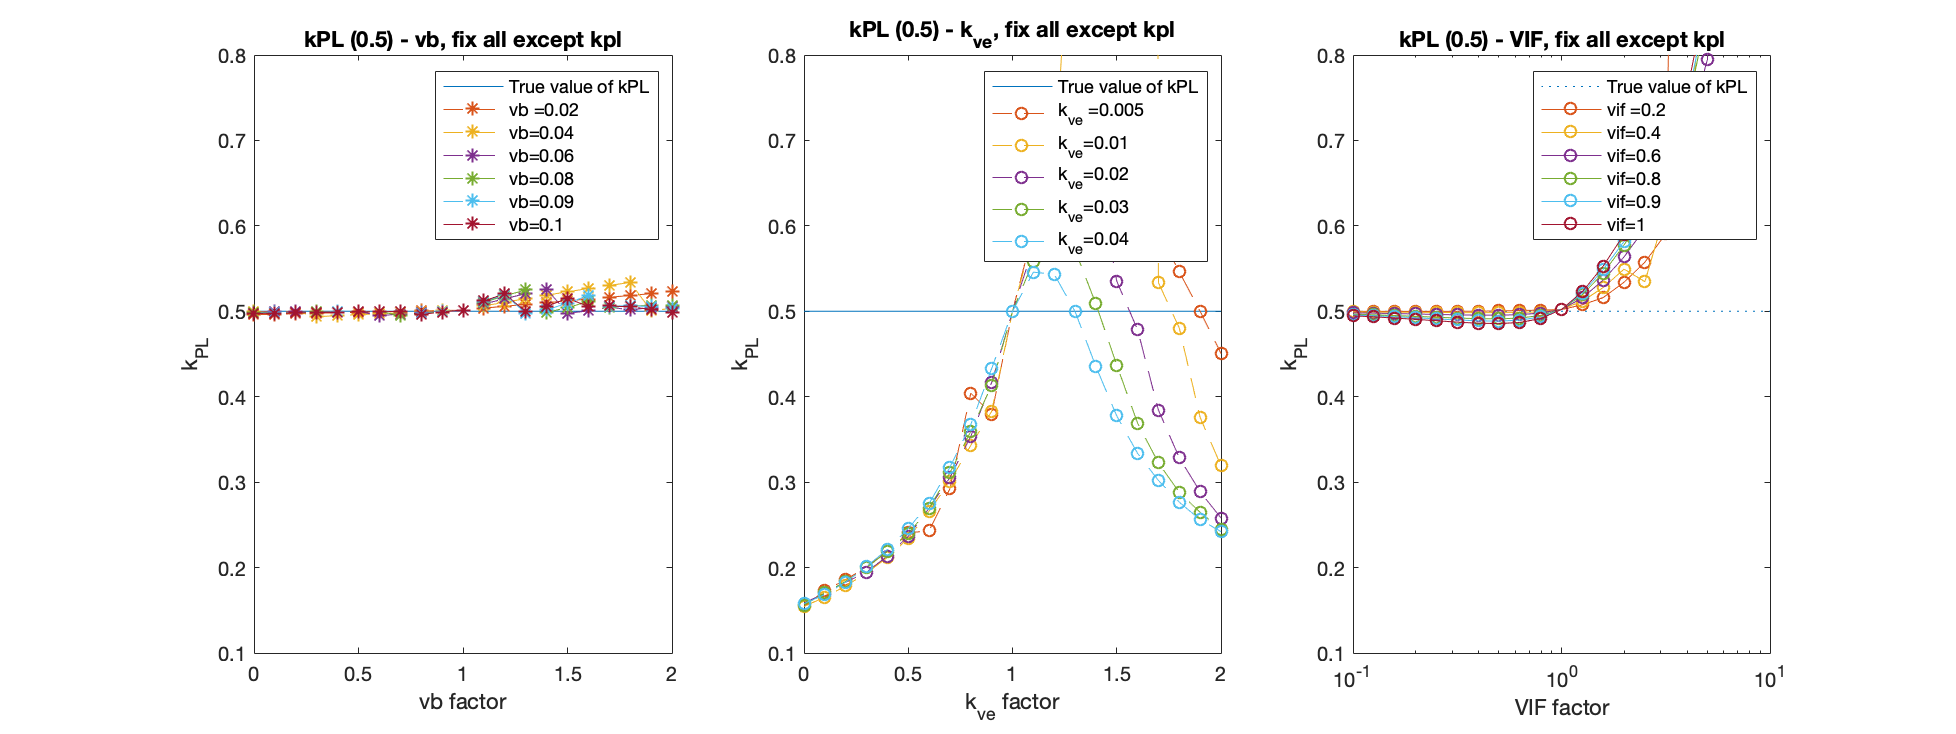 kPL (0.5) - vb, fix all except kpl
0.8
0.7
0.6
0.5
0.4
0.3
0.2
0.1
kPL
True value of kPL
vb =0.02
vb=0.04
vb=0.06
vb=0.08
vb=0.09
vb=0.1
0
0.5
1
1.5
2
vb factor
kPL (0.5) - kve, fix all except kpl
0.8
0.7
0.6
0.5
0.4
0.3
0.2
0.1
kPL
True value of kPL
kve =0.005
kve=0.01
kve=0.02
kve=0.03
kve=0.04
0
0.5
1
1.5
2
kve factor
kPL (0.5) - VIF, fix all except kpl
0.8
0.7
0.6
0.5
0.4
0.3
0.2
0.1
kPL
True value of kPL
vif =0.2
vif=0.4
vif=0.6
vif=0.8
vif=0.9
vif=1
10-1
100
101
VIF factor